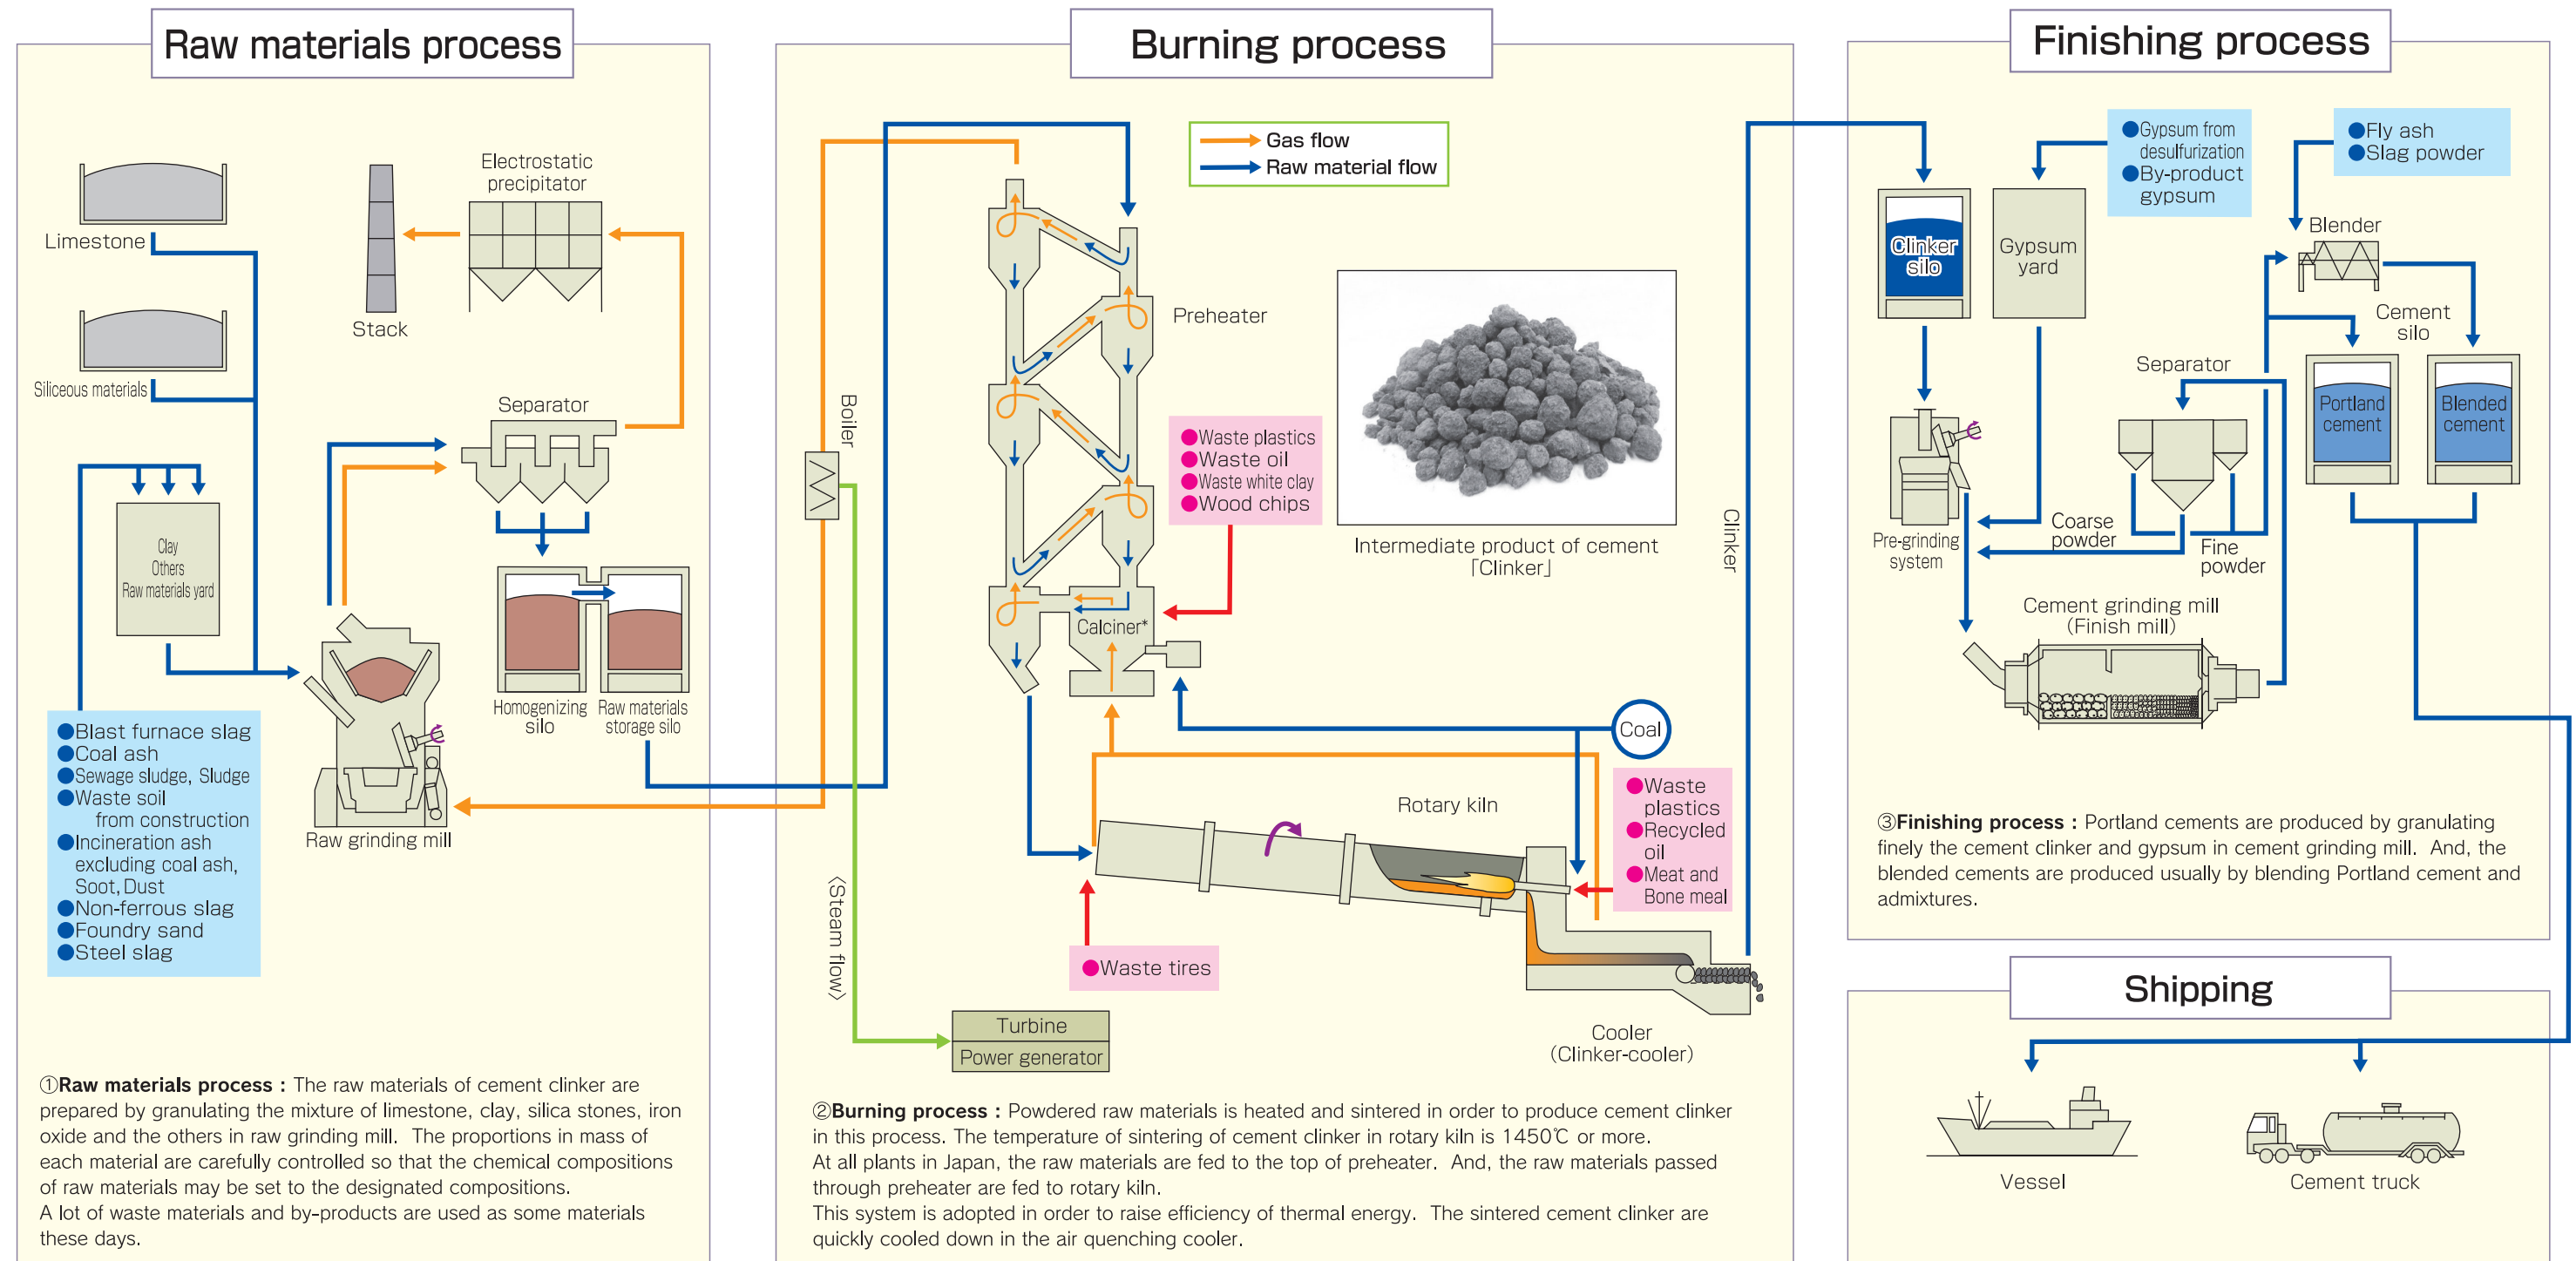 Raw materials process
Limestone
Siliceous materials
Clay
Others
Raw materials yard
●Blast furnace slag
●Coal ash
●Sewage sludge, Sludge
●Waste soil
from construction
●Incineration ash
excluding coal ash,
Soot, Dust
●Non-ferrous slag
●Foundry sand
●Steel slag
Stack
Electrostatic
precipitator
Separator
Homogenizing
silo
Raw materials
storage silo
Raw grinding mill
①Raw materials process : The raw materials of cement clinker are
prepared by granulating the mixture of limestone, clay, silica stones, iron
oxide and the others in raw grinding mill. The proportions in mass of
each material are carefully controlled so that the chemical compositions
of raw materials may be set to the designated compositions.
A lot of waste materials and by-products are used as some materials
these days.
Burning process
Gas flow
Raw material flow
Boiler
Preheater
●Waste plastics
●Waste oil
●Waste white clay
●Wood chips
Calciner*
Intermediate product of cement
「Clinker」
Clinker
Coal
Rotary kiln
●Waste
plastics
●Recycled
oil
●Meat and
Bone meal
●Waste tires
〈Steam flow〉
Turbine
Power generator
Cooler
(Clinker-cooler)
②Burning process : Powdered raw materials is heated and sintered in order to produce cement clinker
in this process. The temperature of sintering of cement clinker in rotary kiln is 1450℃ or more.
At all plants in Japan, the raw materials are fed to the top of preheater. And, the raw materials passed
through preheater are fed to rotary kiln.
This system is adopted in order to raise efficiency of thermal energy. The sintered cement clinker are
quickly cooled down in the air quenching cooler.
Finishing process
Clinker
silo
Gypsum
yard
●Gypsum from
desulfurization
●By-product
gypsum
●Fly ash
●Slag powder
Blender
Cement
silo
Separator
Portland
cement
Blended
cement
Pre-grinding
system
Coarse
powder
Fine
powder
Cement grinding mill
(Finish mill)
③Finishing process : Portland cements are produced by granulating
finely the cement clinker and gypsum in cement grinding mill. And, the
blended cements are produced usually by blending Portland cement and
admixtures.
Shipping
Vessel
Cement truck